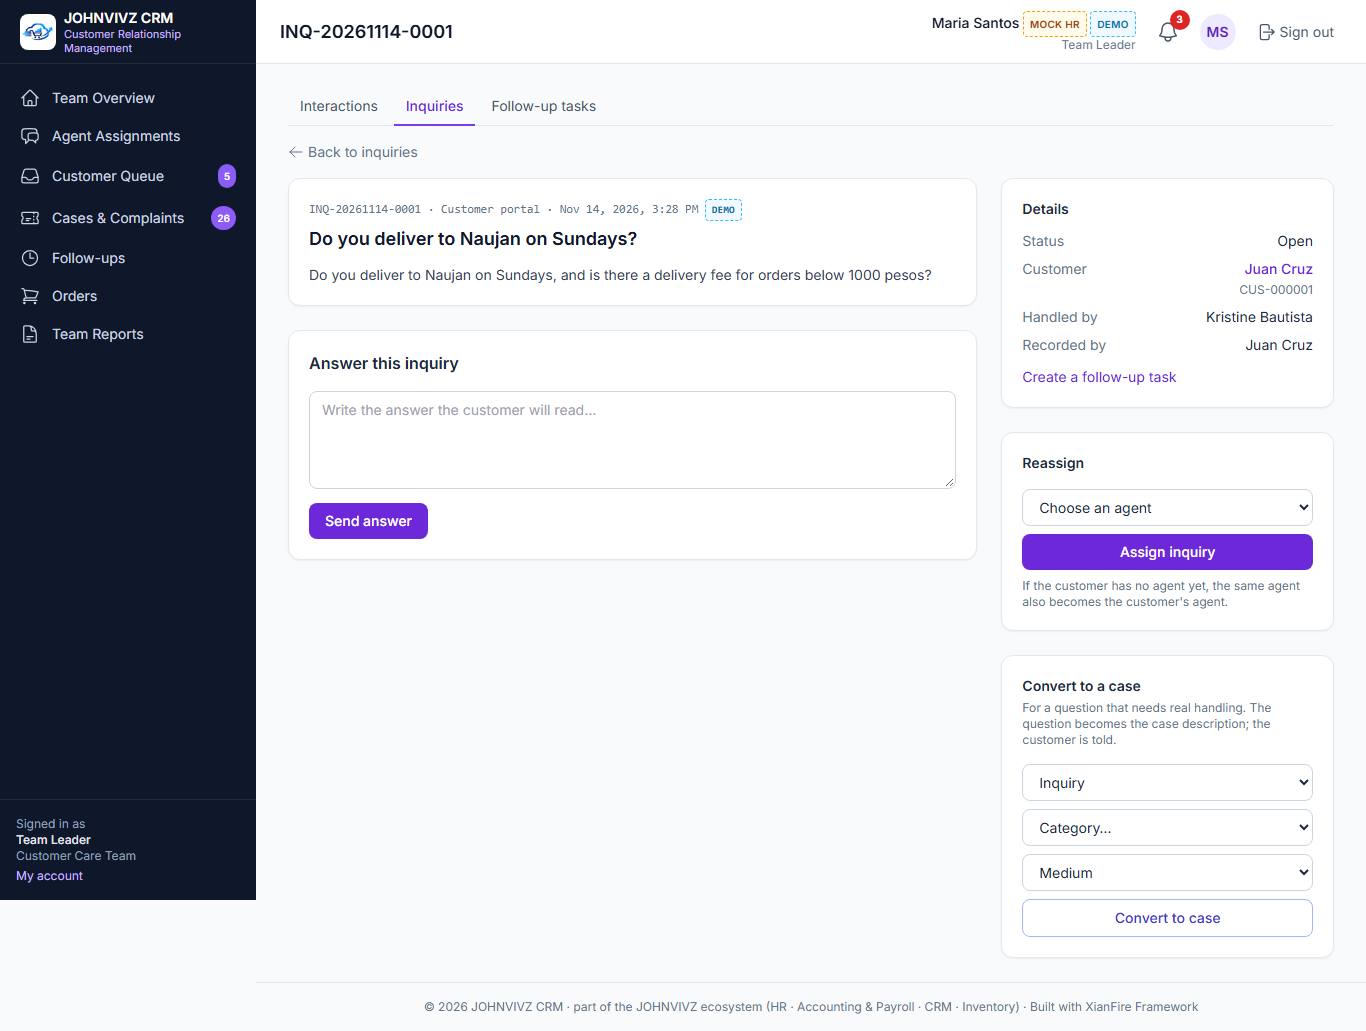 JOHNVIVZ CRM
Customer Relationship
Management
Team Overview
Agent Assignments
Customer Queue 5
Cases & Complaints 26
Follow-ups
Orders
Team Reports
Signed in as
Team Leader
Customer Care Team
My account
INQ-20261114-0001
Maria Santos MOCK HR DEMO
Team Leader
3
MS
Sign out
Interactions Inquiries Follow-up tasks
← Back to inquiries
INQ-20261114-0001 · Customer portal · Nov 14, 2026, 3:28 PM DEMO
Do you deliver to Naujan on Sundays?
Do you deliver to Naujan on Sundays, and is there a delivery fee for orders below 1000 pesos?
Answer this inquiry
Write the answer the customer will read...
Send answer
Details
Status Open
Customer Juan Cruz
CUS-000001
Handled by Kristine Bautista
Recorded by Juan Cruz
Create a follow-up task
Reassign
Choose an agent
Assign inquiry
If the customer has no agent yet, the same agent
also becomes the customer's agent.
Convert to a case
For a question that needs real handling. The
question becomes the case description; the
customer is told.
Inquiry
Category...
Medium
Convert to case
© 2026 JOHNVIVZ CRM · part of the JOHNVIVZ ecosystem (HR · Accounting & Payroll · CRM · Inventory) · Built with XianFire Framework